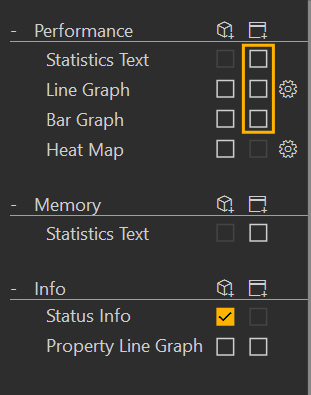 - Performance
Statistics Text
Line Graph
Bar Graph
Heat Map
- Memory
Statistics Text
- Info
Status Info
Property Line Graph